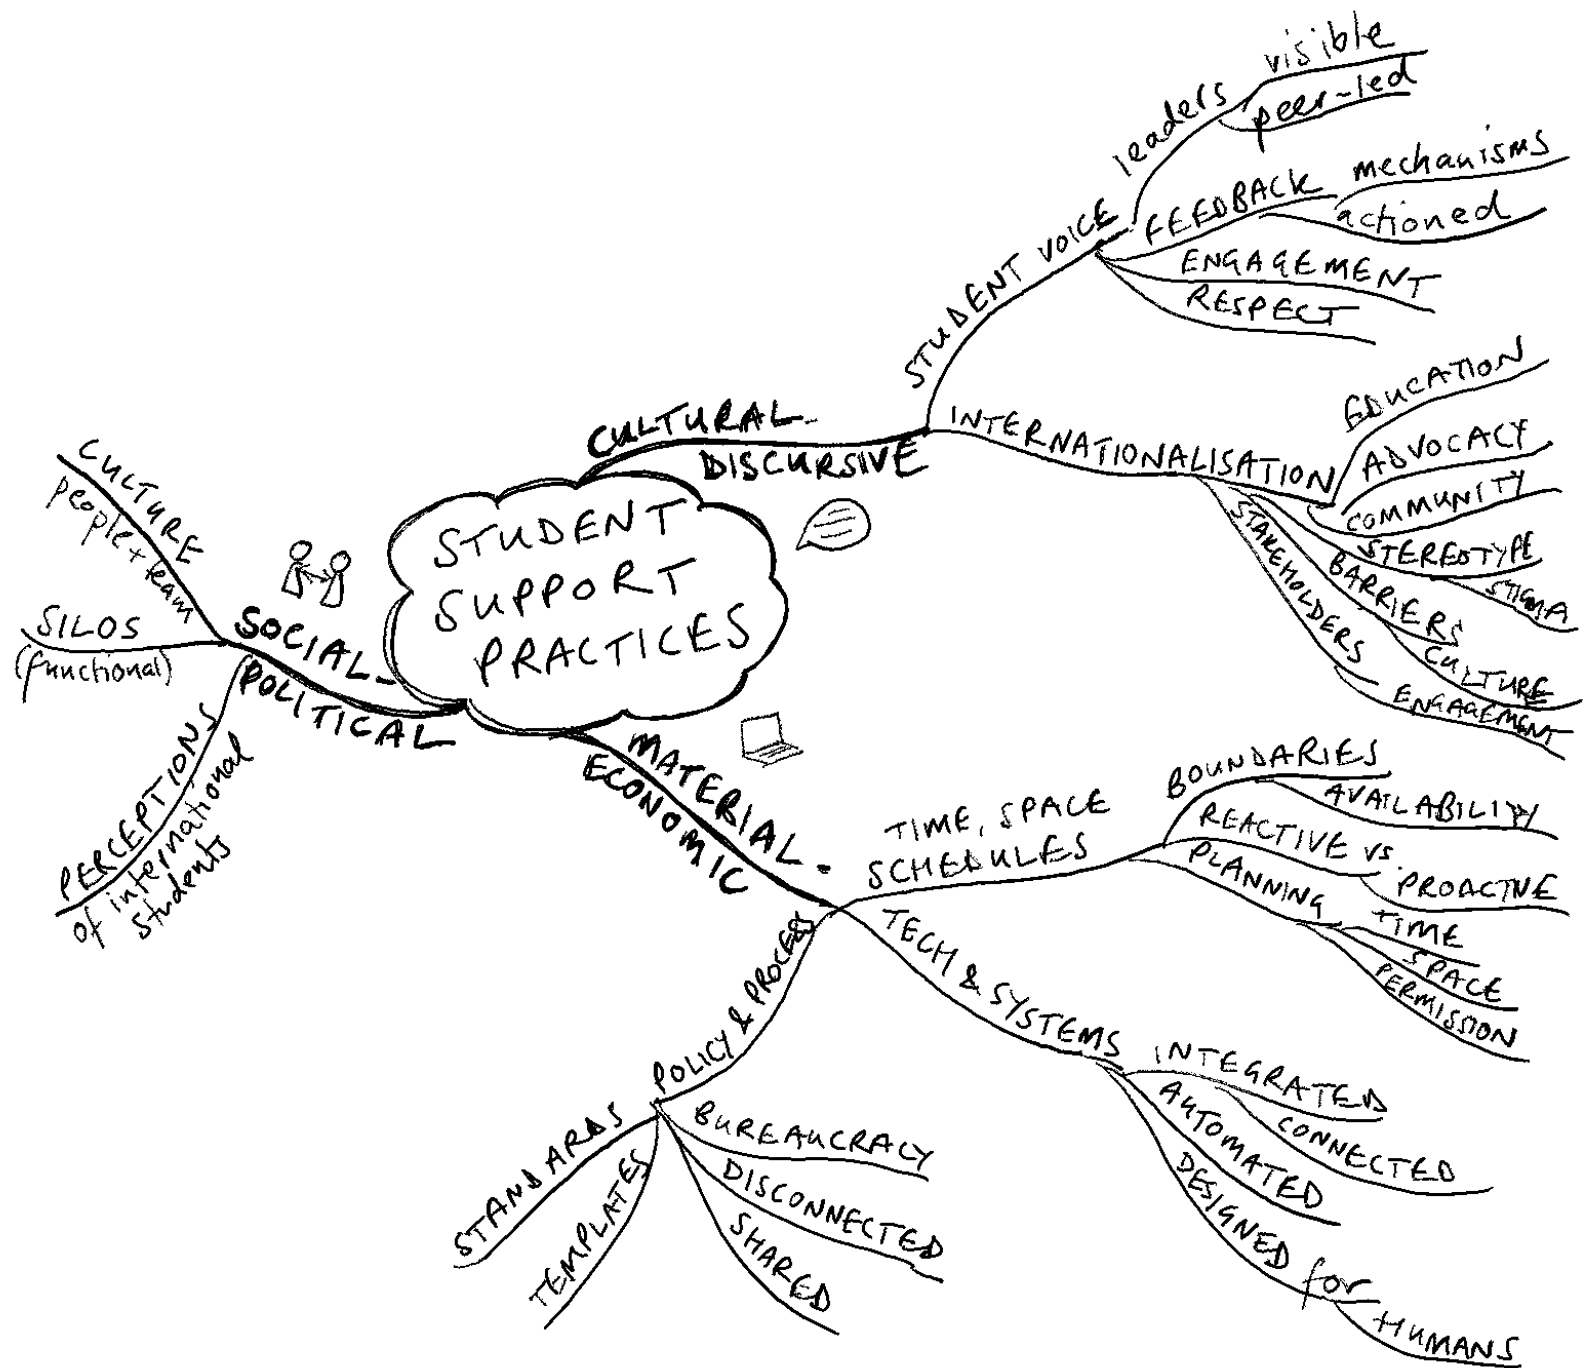 STUDENT
SUPPORT
PRACTICES
CULTURAL-
DISCURSIVE
STUDENT VOICE
leaders
visible
peer-led
FEEDBACK
mechanisms
actioned
ENGAGEMENT
RESPECT
INTERNATIONALISATION
EDUCATION
ADVOCACY
COMMUNITY
STEREOTYPE
STIGMA
BARRIERS
CULTURE
STAKEHOLDERS
ENGAGEMENT
MATERIAL-
ECONOMIC
TIME, SPACE
SCHEDULES
BOUNDARIES
AVAILABILITY
REACTIVE vs.
PROACTIVE
PLANNING
TIME
SPACE
PERMISSION
TECH & SYSTEMS
INTEGRATED
CONNECTED
AUTOMATED
DESIGNED for
HUMANS
POLICY & PROCESS
BUREAUCRACY
DISCONNECTED
SHARED
TEMPLATES
STANDARDS
SOCIAL-
POLITICAL
CULTURE
people + team
SILOS
(functional)
PERCEPTIONS
of international
students